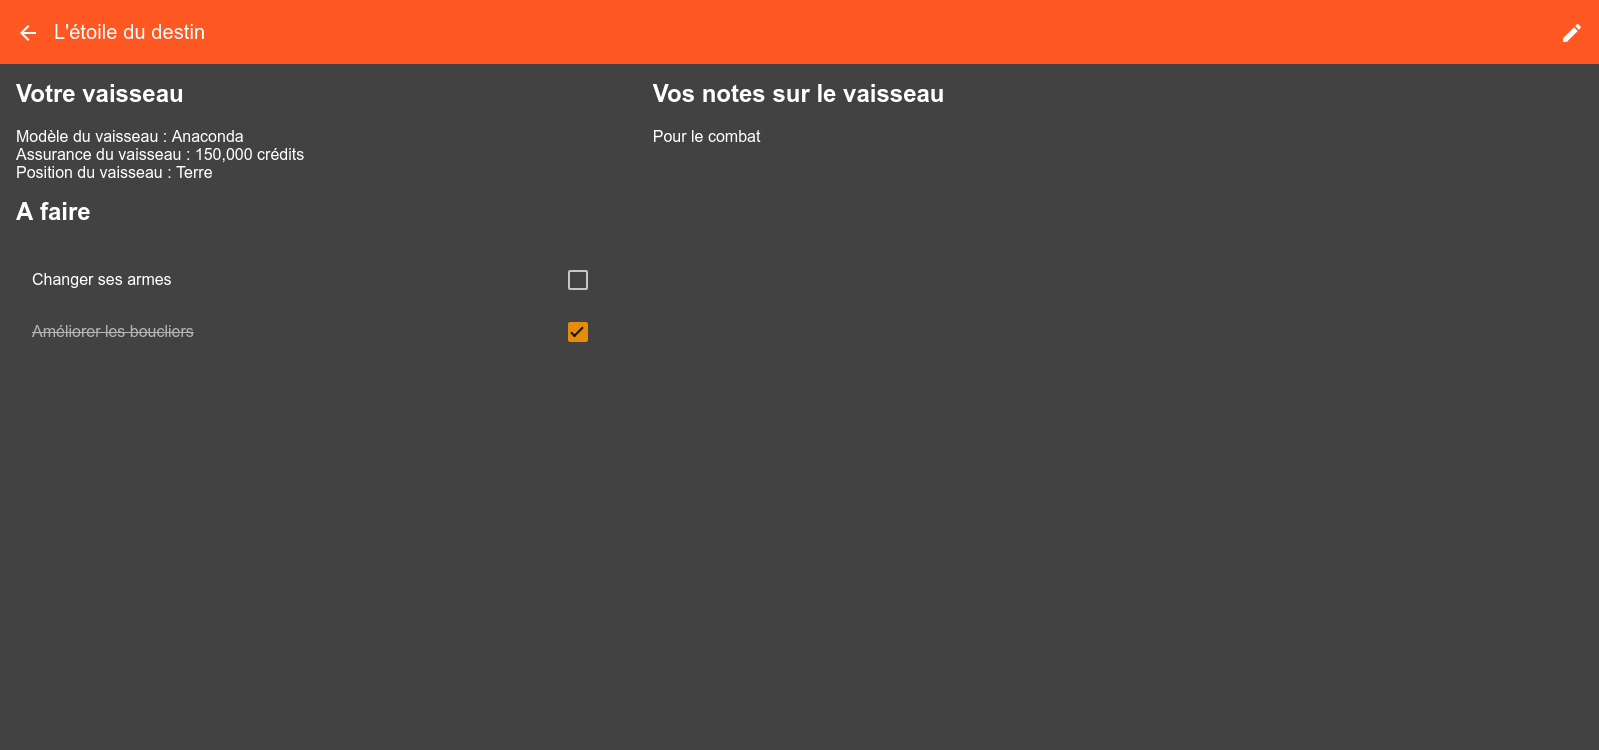 L'étoile du destin
Votre vaisseau
Modèle du vaisseau : Anaconda
Assurance du vaisseau : 150,000 crédits
Position du vaisseau : Terre
A faire
Changer ses armes
Améliorer les boucliers
Vos notes sur le vaisseau
Pour le combat